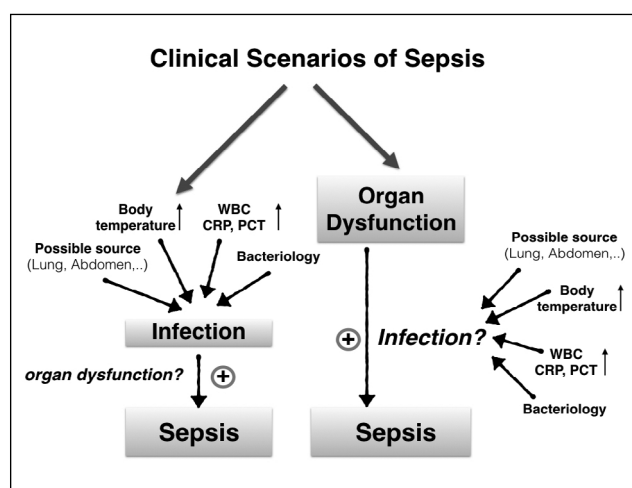 Clinical Scenarios of Sepsis
Body
temperature
WBC
CRP, PCT
Possible source
(Lung, Abdomen,..)
Bacteriology
Infection
organ dysfunction?
+
Sepsis
Organ
Dysfunction
+
Infection?
Possible source
(Lung, Abdomen,..)
Body
temperature
WBC
CRP, PCT
Bacteriology
Sepsis